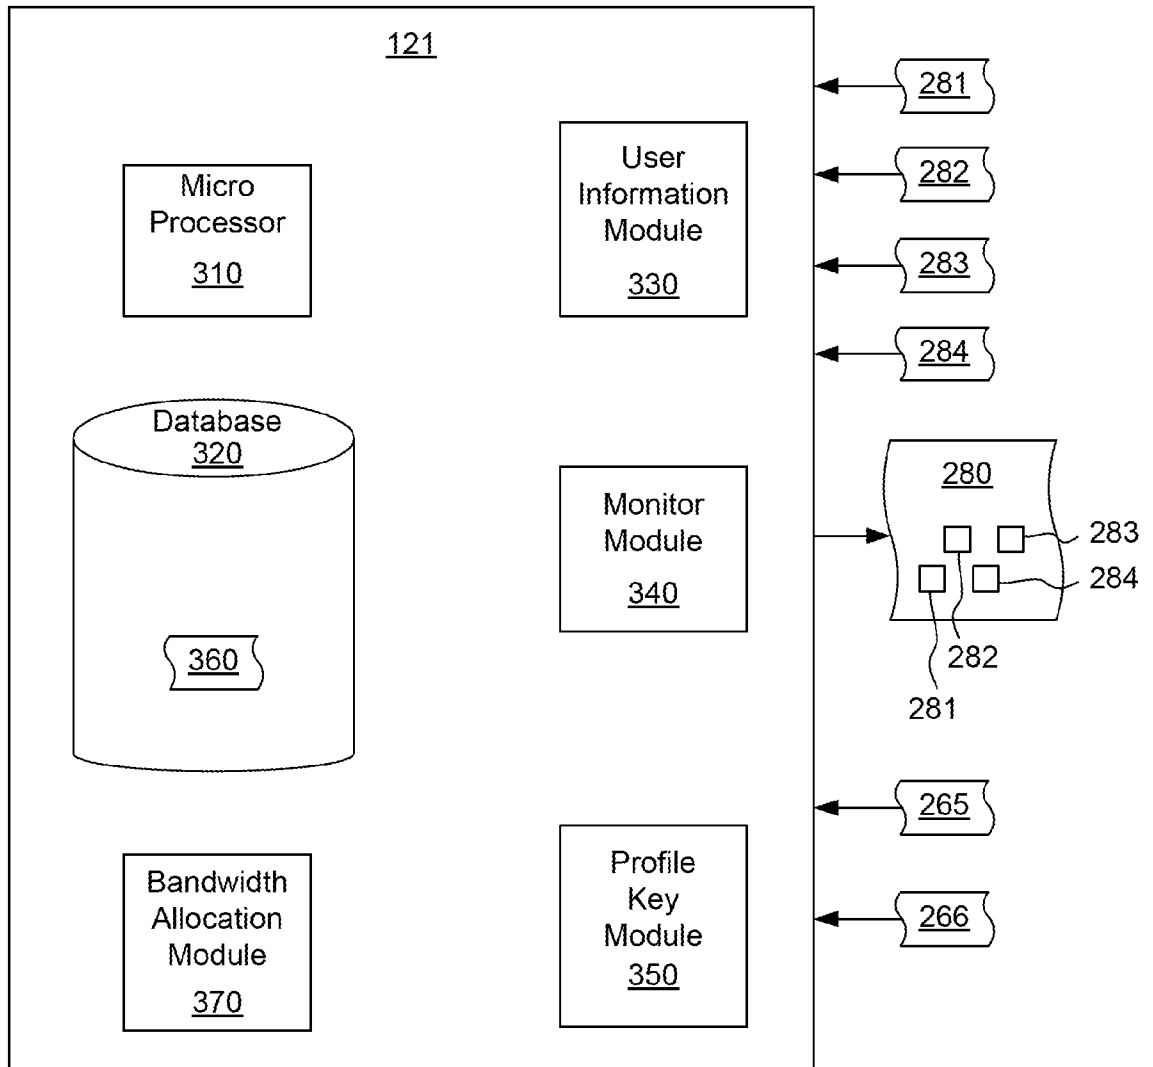 121
Micro
Processor
310
User
Information
Module
330
281
282
283
284
Database
320
360
Monitor
Module
340
280
283
284
282
281
Bandwidth
Allocation
Module
370
Profile
Key
Module
350
265
266